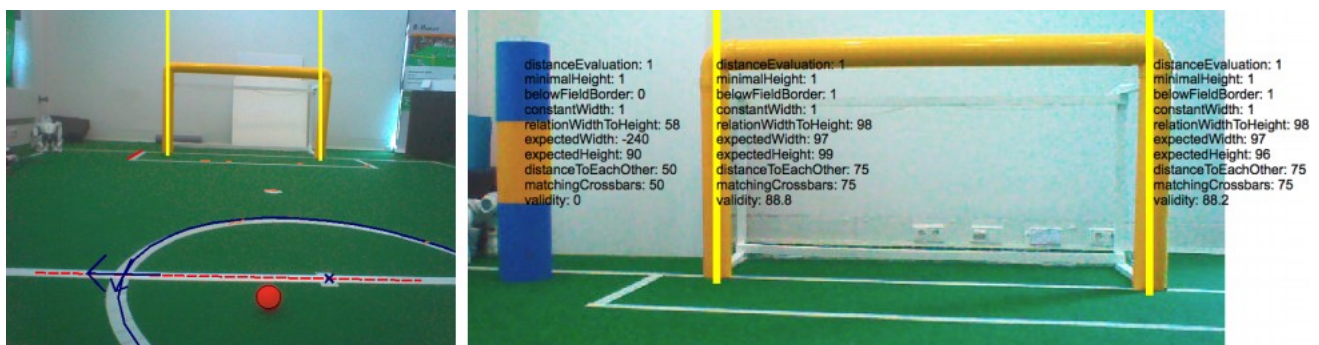 distanceEvaluation: 1
minimalHeight: 1
belowFieldBorder: 0
constantWidth: 1
relationWidthToHeight: 58
expectedWidth: -240
expectedHeight: 90
distanceToEachOther: 50
matchingCrossbars: 50
validity: 0
distanceEvaluation: 1
minimalHeight: 1
belowFieldBorder: 1
constantWidth: 1
relationWidthToHeight: 98
expectedWidth: 97
expectedHeight: 99
distanceToEachOther: 75
matchingCrossbars: 75
validity: 88.8
distanceEvaluation: 1
minimalHeight: 1
belowFieldBorder: 1
constantWidth: 1
relationWidthToHeight: 98
expectedWidth: 97
expectedHeight: 96
distanceToEachOther: 75
matchingCrossbars: 75
validity: 88.2